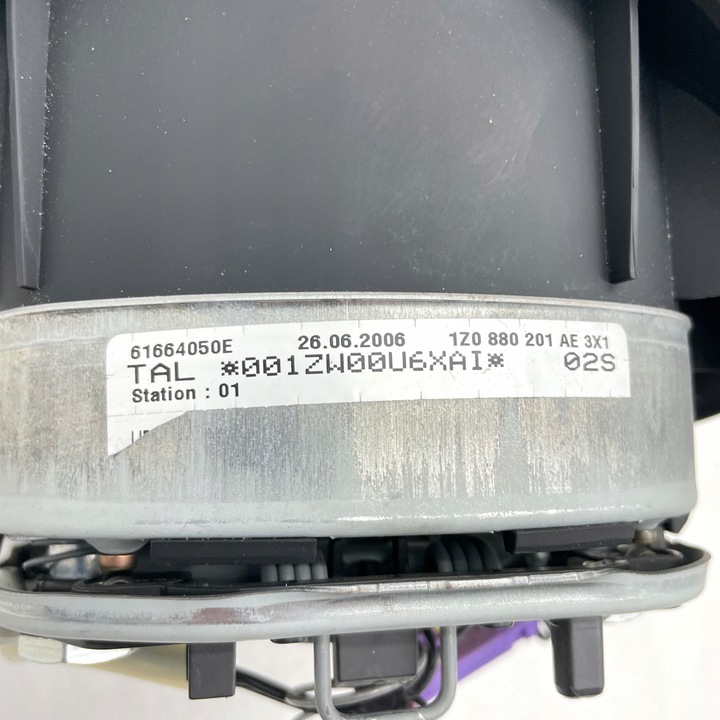 61664050E 26.06.2006 1Z0 880 201 AE 3X1
TAL *001ZW00U6XAI* 02S
Station : 01